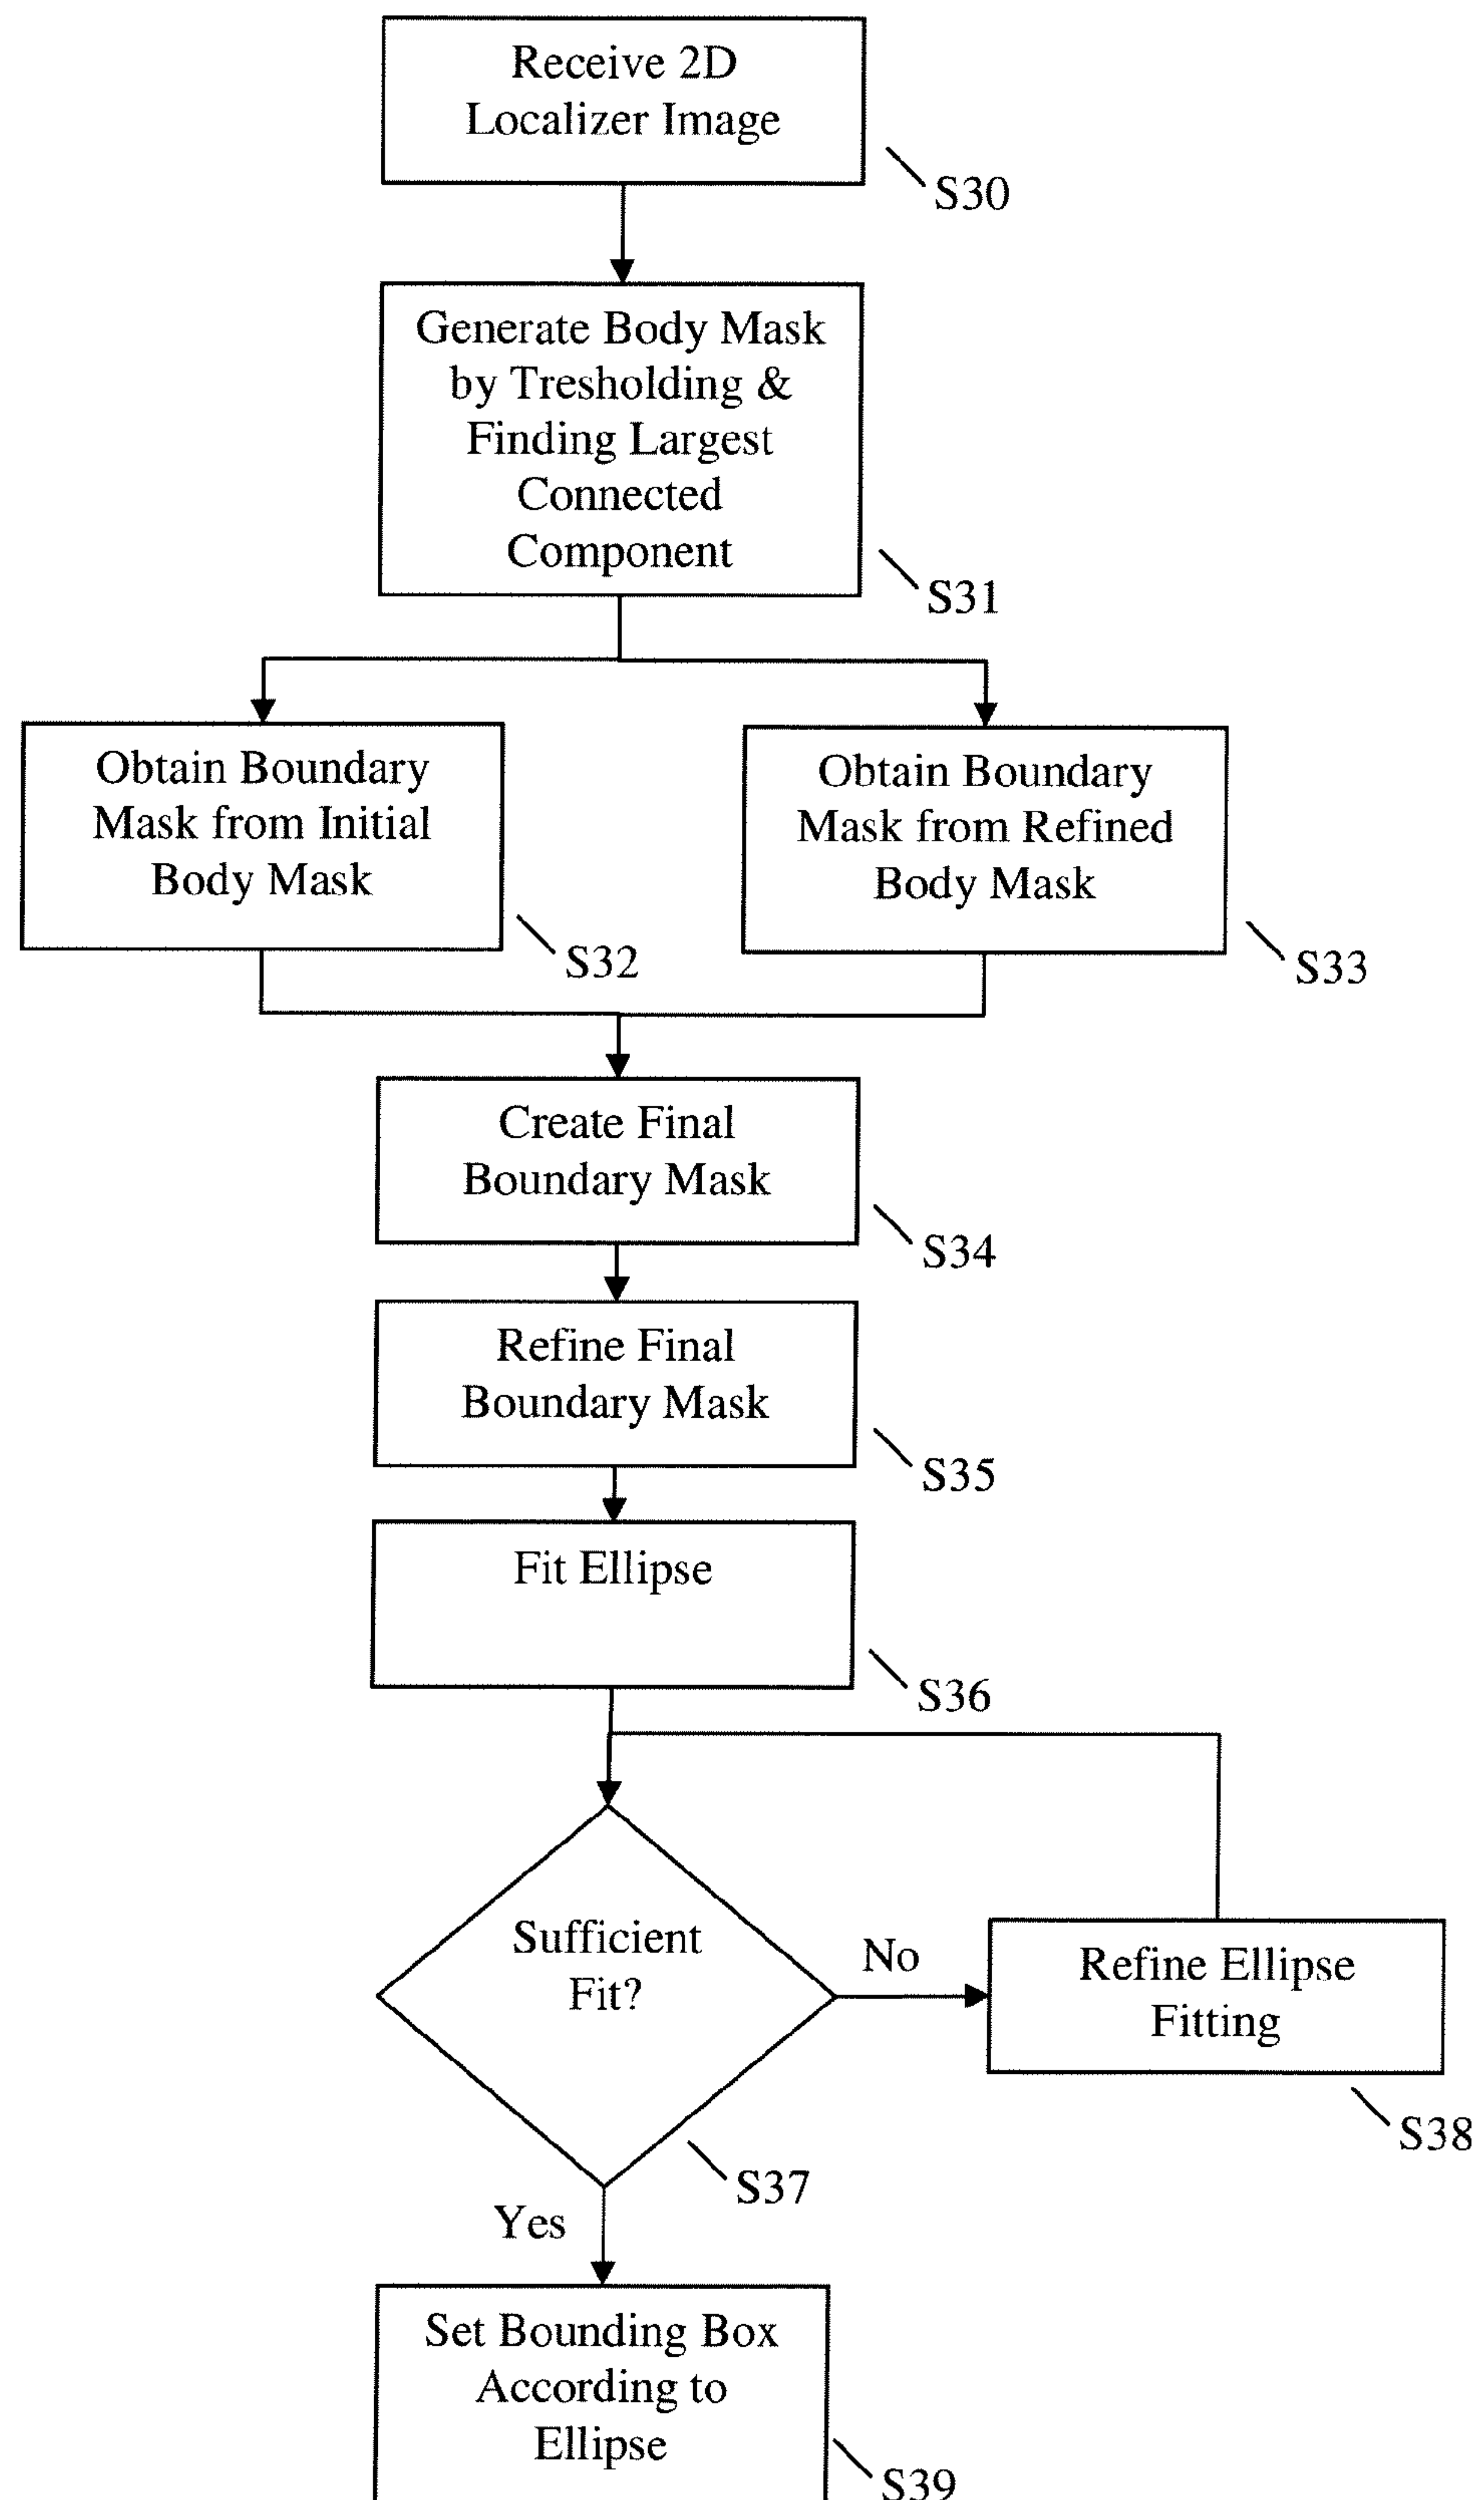 Receive 2D
Localizer Image
S30
Generate Body Mask
by Tresholding &
Finding Largest
Connected
Component
S31
Obtain Boundary
Mask from Initial
Body Mask
S32
Obtain Boundary
Mask from Refined
Body Mask
S33
Create Final
Boundary Mask
S34
Refine Final
Boundary Mask
S35
Fit Ellipse
S36
Sufficient
Fit?
S37
No
Refine Ellipse
Fitting
S38
Yes
Set Bounding Box
According to
Ellipse
S39